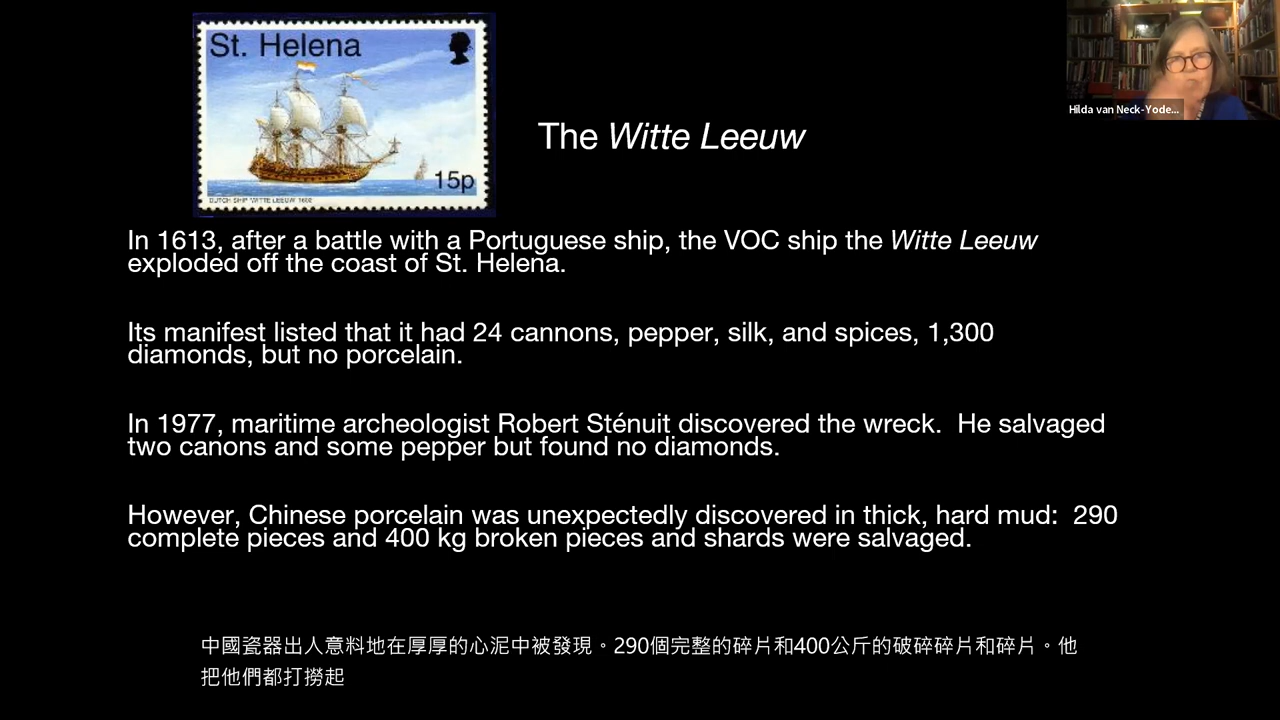 St. Helena
15p
DUTCH SHIP "WITTE LEEUW" 1602
The Witte Leeuw
Hilda van Neck-Yode...
In 1613, after a battle with a Portuguese ship, the VOC ship the Witte Leeuw
exploded off the coast of St. Helena.
Its manifest listed that it had 24 cannons, pepper, silk, and spices, 1,300
diamonds, but no porcelain.
In 1977, maritime archeologist Robert Sténuit discovered the wreck.  He salvaged
two canons and some pepper but found no diamonds.
However, Chinese porcelain was unexpectedly discovered in thick, hard mud:  290
complete pieces and 400 kg broken pieces and shards were salvaged.
中國瓷器出人意料地在厚厚的心泥中被發現。290個完整的碎片和400公斤的破碎碎片和碎片。他
把他們都打撈起